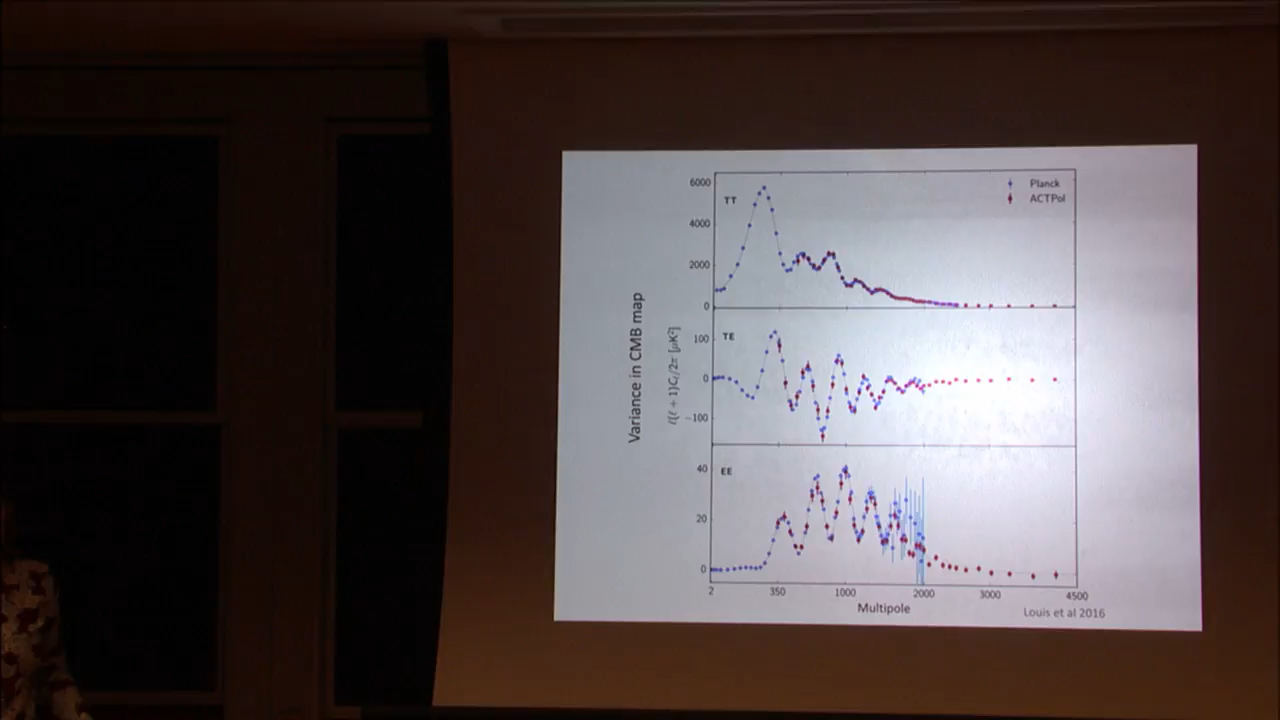 Variance in CMB map
ℓ(ℓ + 1)Cℓ/2π [μK²]
TT
6000
4000
2000
0
Planck
ACTPol
TE
100
0
−100
EE
40
20
0
2 350 1000 2000 3000 4500
Multipole
Louis et al 2016